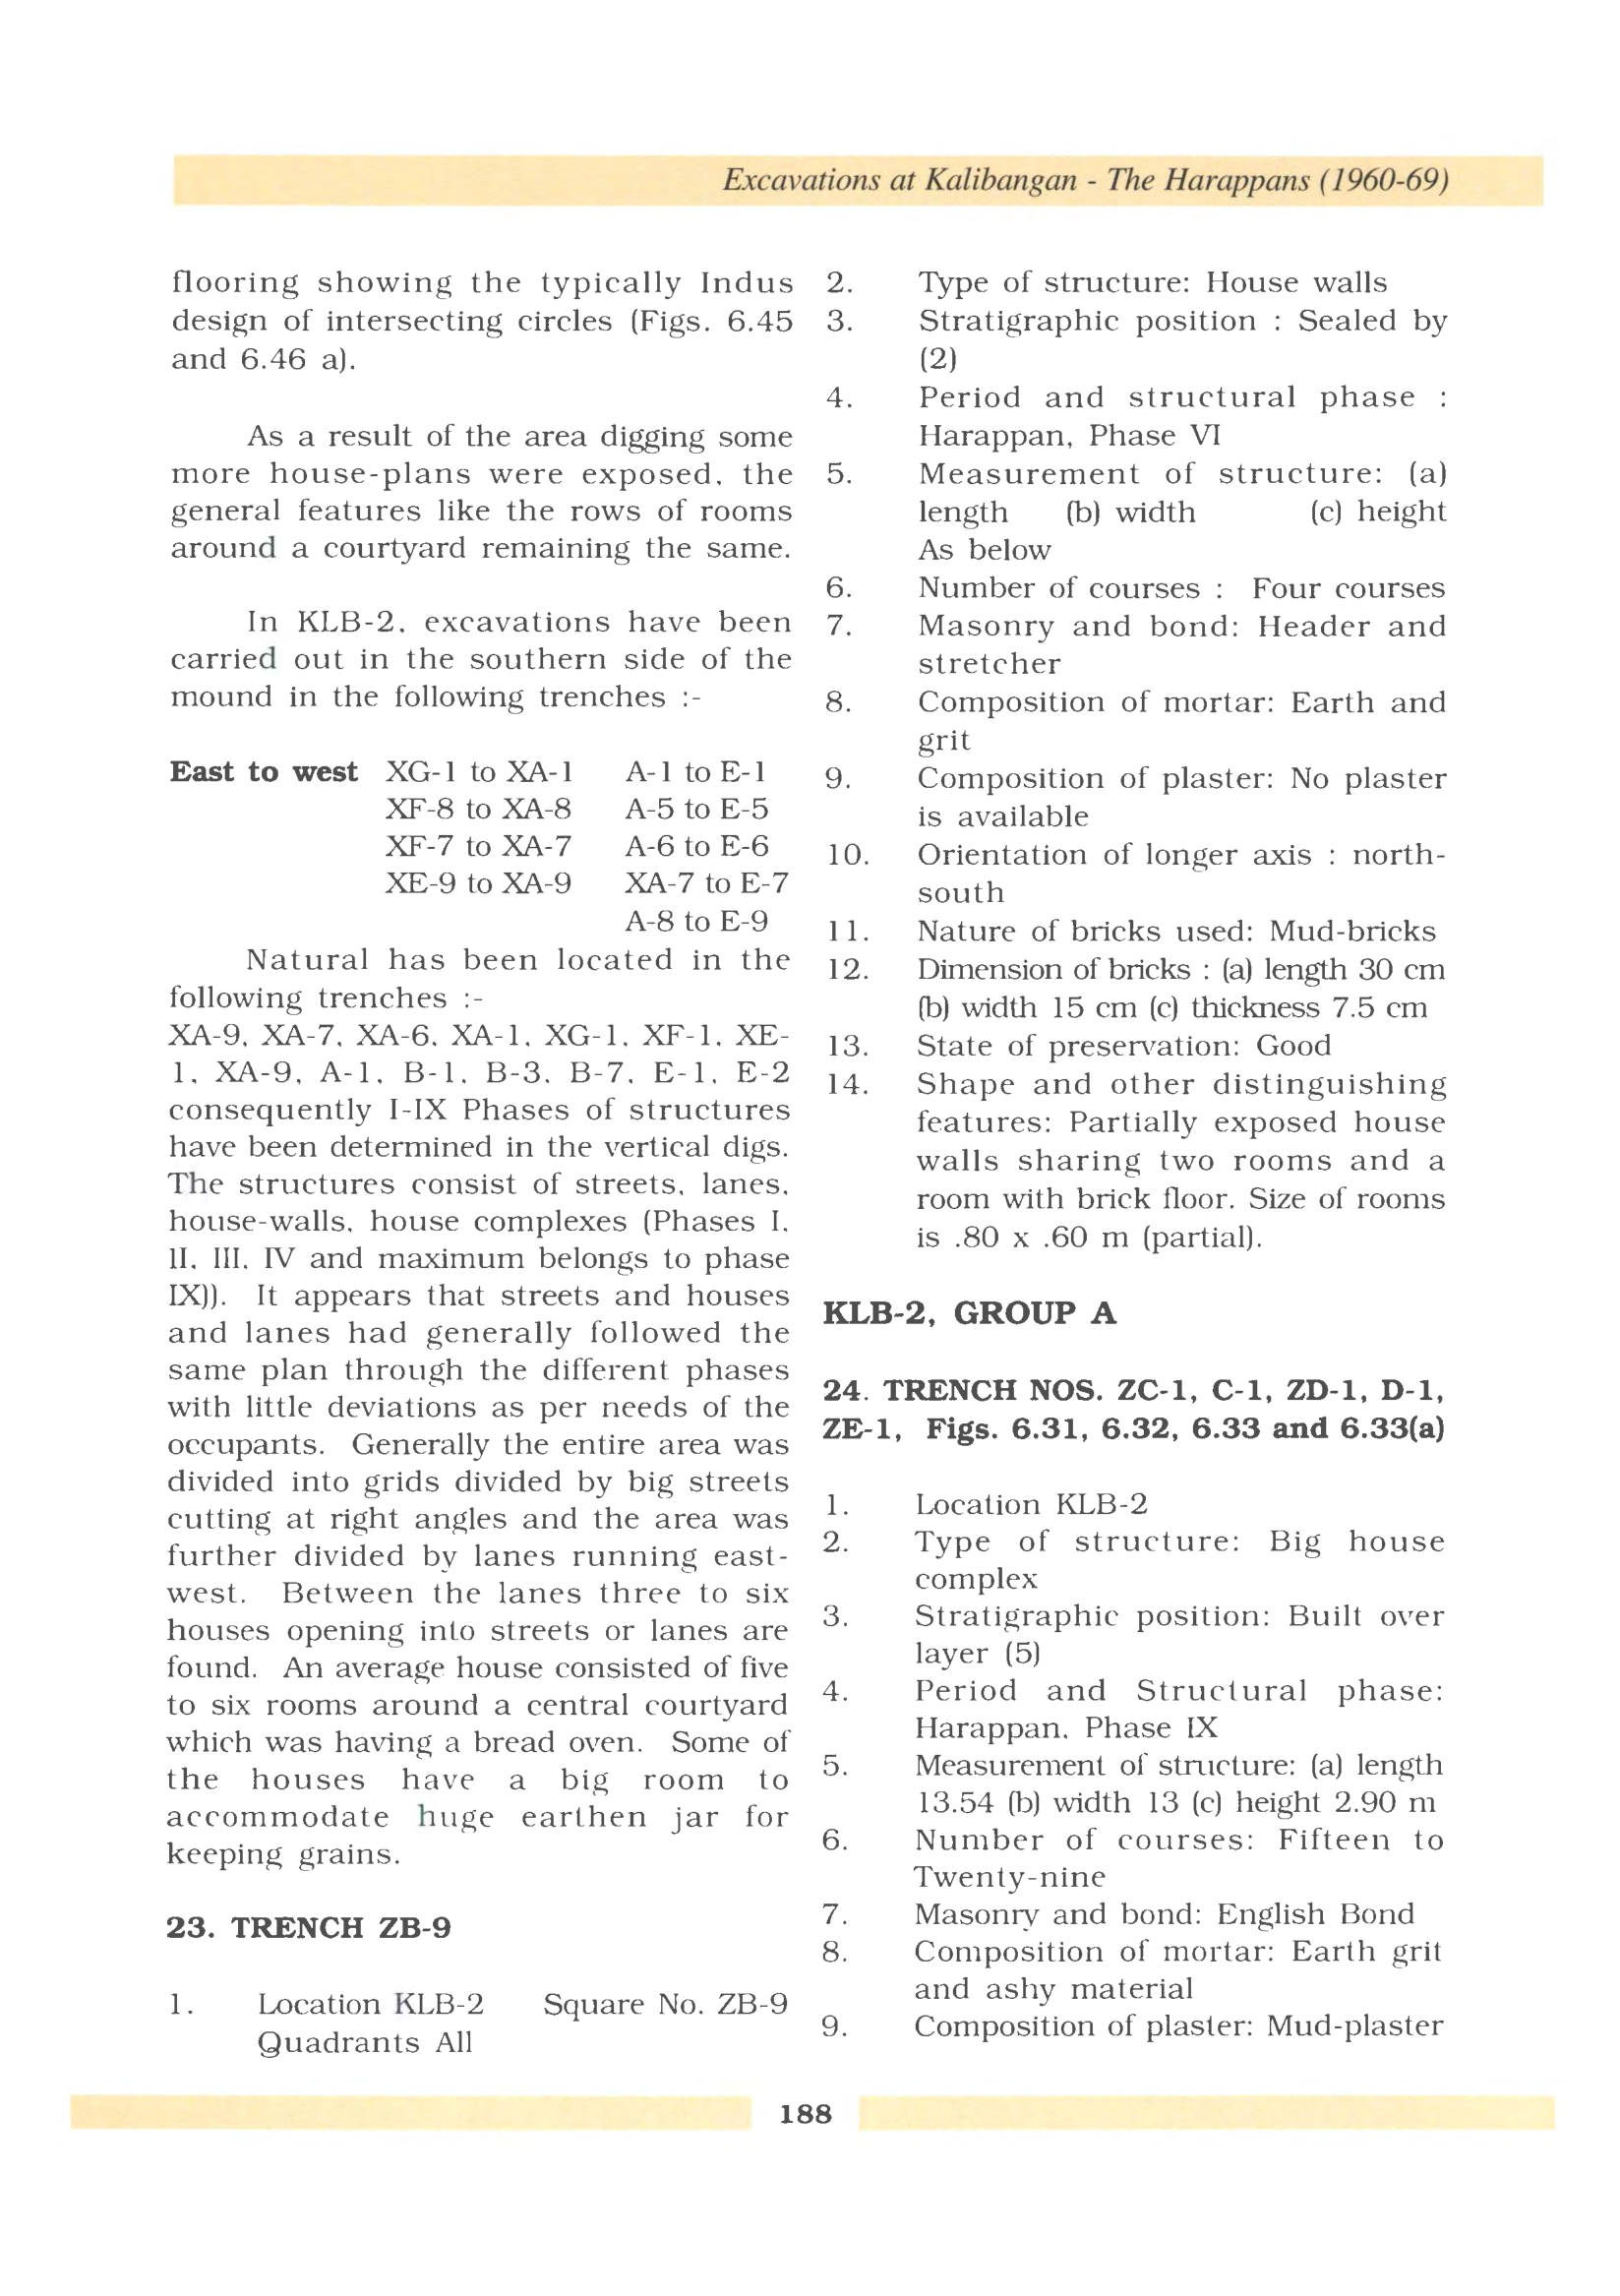 Excavations at Kalibangan - The Harappans (1960-69)
flooring showing the typically Indus
design of intersecting circles (Figs. 6.45
and 6.46 a).
As a result of the area digging some
more house-plans were exposed, the
general features like the rows of rooms
around a courtyard remaining the same.
In KLB-2, excavations have been
carried out in the southern side of the
mound in the following trenches :-
East to west XG-1 to XA-1 A-1 to E-1
XF-8 to XA-8 A-5 to E-5
XF-7 to XA-7 A-6 to E-6
XE-9 to XA-9 XA-7 to E-7
A-8 to E-9
Natural has been located in the
following trenches :-
XA-9, XA-7, XA-6, XA-1, XG-1, XF-1, XE-
1, XA-9, A-1, B-1, B-3, B-7, E-1, E-2
consequently I-IX Phases of structures
have been determined in the vertical digs.
The structures consist of streets, lanes,
house-walls, house complexes (Phases I,
II, III, IV and maximum belongs to phase
IX)). It appears that streets and houses
and lanes had generally followed the
same plan through the different phases
with little deviations as per needs of the
occupants. Generally the entire area was
divided into grids divided by big streets
cutting at right angles and the area was
further divided by lanes running east-
west. Between the lanes three to six
houses opening into streets or lanes are
found. An average house consisted of five
to six rooms around a central courtyard
which was having a bread oven. Some of
the houses have a big room to
accommodate huge earthen jar for
keeping grains.
23. TRENCH ZB-9
1. Location KLB-2 Square No. ZB-9
Quadrants All
2. Type of structure: House walls
3. Stratigraphic position : Sealed by
(2)
4. Period and structural phase :
Harappan, Phase VI
5. Measurement of structure: (a)
length (b) width (c) height
As below
6. Number of courses : Four courses
7. Masonry and bond: Header and
stretcher
8. Composition of mortar: Earth and
grit
9. Composition of plaster: No plaster
is available
10. Orientation of longer axis : north-
south
11. Nature of bricks used: Mud-bricks
12. Dimension of bricks : (a) length 30 cm
(b) width 15 cm (c) thickness 7.5 cm
13. State of preservation: Good
14. Shape and other distinguishing
features: Partially exposed house
walls sharing two rooms and a
room with brick floor. Size of rooms
is .80 x .60 m (partial).
KLB-2, GROUP A
24. TRENCH NOS. ZC-1, C-1, ZD-1, D-1,
ZE-1, Figs. 6.31, 6.32, 6.33 and 6.33(a)
1. Location KLB-2
2. Type of structure: Big house
complex
3. Stratigraphic position: Built over
layer (5)
4. Period and Structural phase:
Harappan, Phase IX
5. Measurement of structure: (a) length
13.54 (b) width 13 (c) height 2.90 m
6. Number of courses: Fifteen to
Twenty-nine
7. Masonry and bond: English Bond
8. Composition of mortar: Earth grit
and ashy material
9. Composition of plaster: Mud-plaster
188